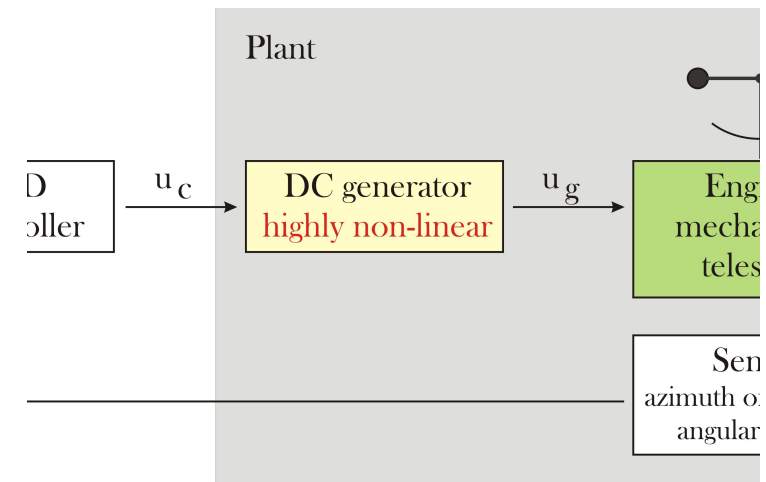 Plant
D
oller
u c
DC generator
highly non-linear
u g
Eng
mecha
teles
Sen
azimuth o
angular